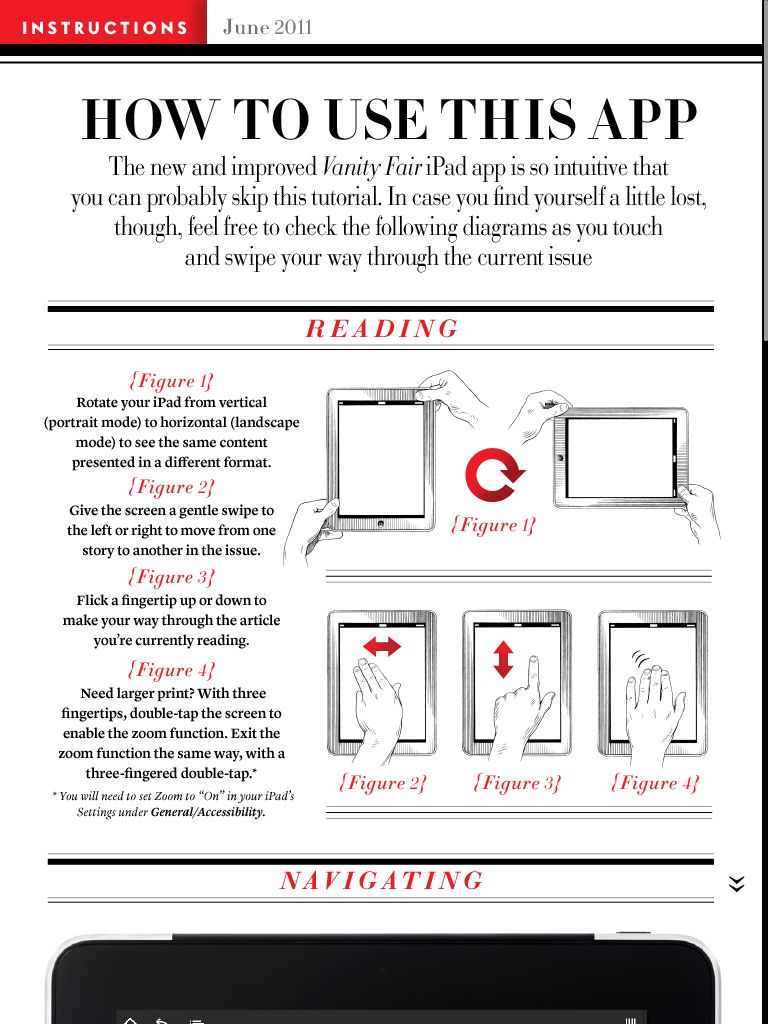 INSTRUCTIONS
June 2011
HOW TO USE THIS APP
The new and improved Vanity Fair iPad app is so intuitive that
you can probably skip this tutorial. In case you find yourself a little lost,
though, feel free to check the following diagrams as you touch
and swipe your way through the current issue
READING
{Figure 1}
Rotate your iPad from vertical
(portrait mode) to horizontal (landscape
mode) to see the same content
presented in a different format.
{Figure 2}
Give the screen a gentle swipe to
the left or right to move from one
story to another in the issue.
{Figure 3}
Flick a fingertip up or down to
make your way through the article
you're currently reading.
{Figure 4}
Need larger print? With three
fingertips, double-tap the screen to
enable the zoom function. Exit the
zoom function the same way, with a
three-fingered double-tap.*
* You will need to set Zoom to “On” in your iPad's
Settings under General/Accessibility.
{Figure 1}
{Figure 2}
{Figure 3}
{Figure 4}
NAVIGATING